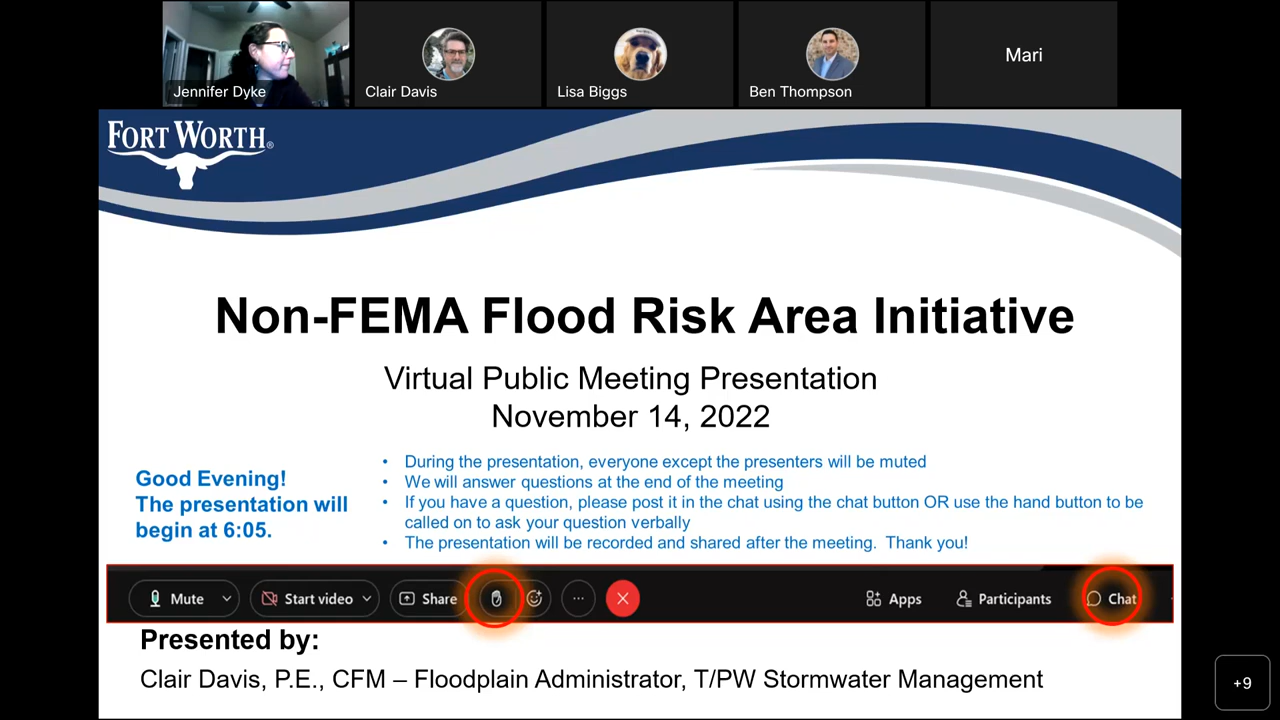 Jennifer Dyke
Clair Davis
Lisa Biggs
Ben Thompson
Mari
FORT WORTH®
Non-FEMA Flood Risk Area Initiative
Virtual Public Meeting Presentation
November 14, 2022
Good Evening!
The presentation will
begin at 6:05.
• During the presentation, everyone except the presenters will be muted
• We will answer questions at the end of the meeting
• If you have a question, please post it in the chat using the chat button OR use the hand button to be
called on to ask your question verbally
• The presentation will be recorded and shared after the meeting. Thank you!
Mute
Start video
Share
Apps
Participants
Chat
Presented by:
Clair Davis, P.E., CFM – Floodplain Administrator, T/PW Stormwater Management
+9